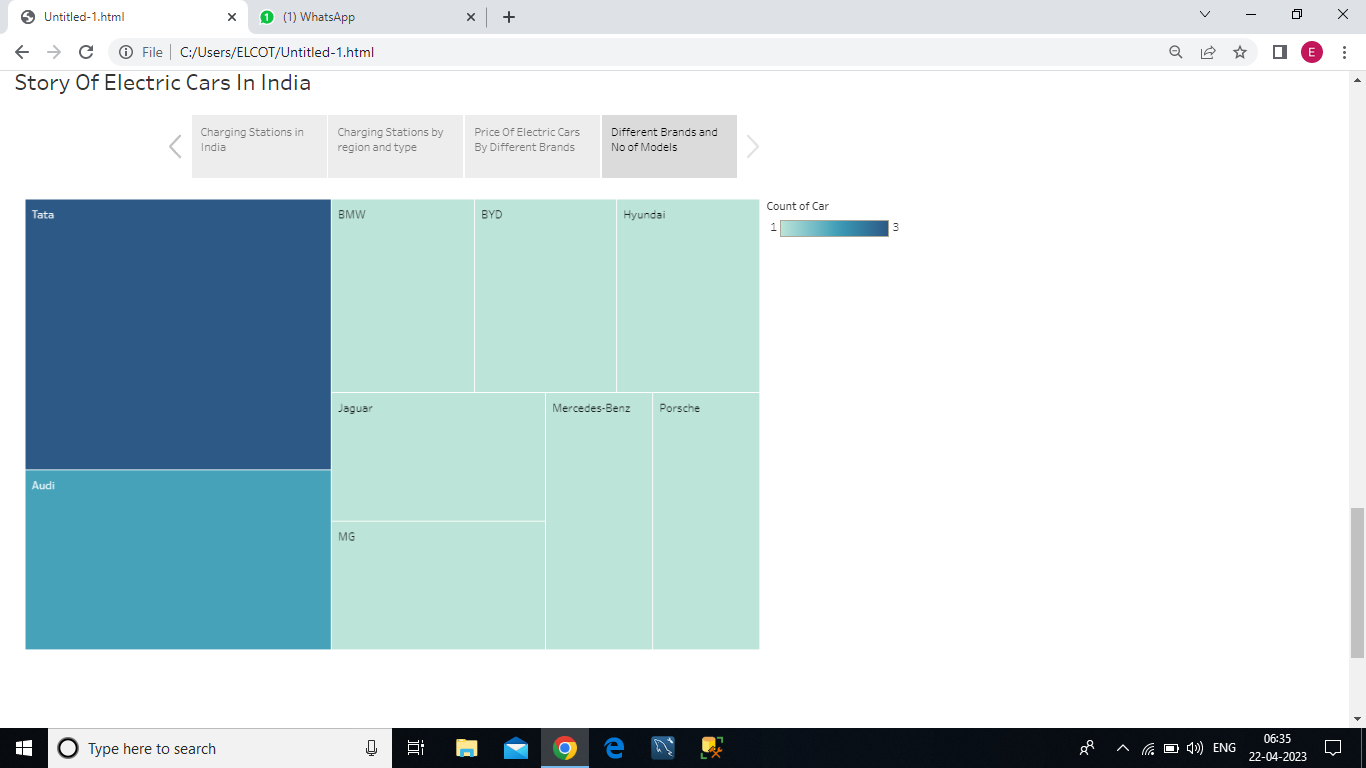 Untitled-1.html
1
(1) WhatsApp
File
C:/Users/ELCOT/Untitled-1.html
E
Story Of Electric Cars In India
Charging Stations in
India
Charging Stations by
region and type
Price Of Electric Cars
By Different Brands
Different Brands and
No of Models
Tata
BMW
BYD
Hyundai
Count of Car
1
3
Jaguar
Mercedes-Benz
Porsche
Audi
MG
Type here to search
ENG
06:35
22-04-2023